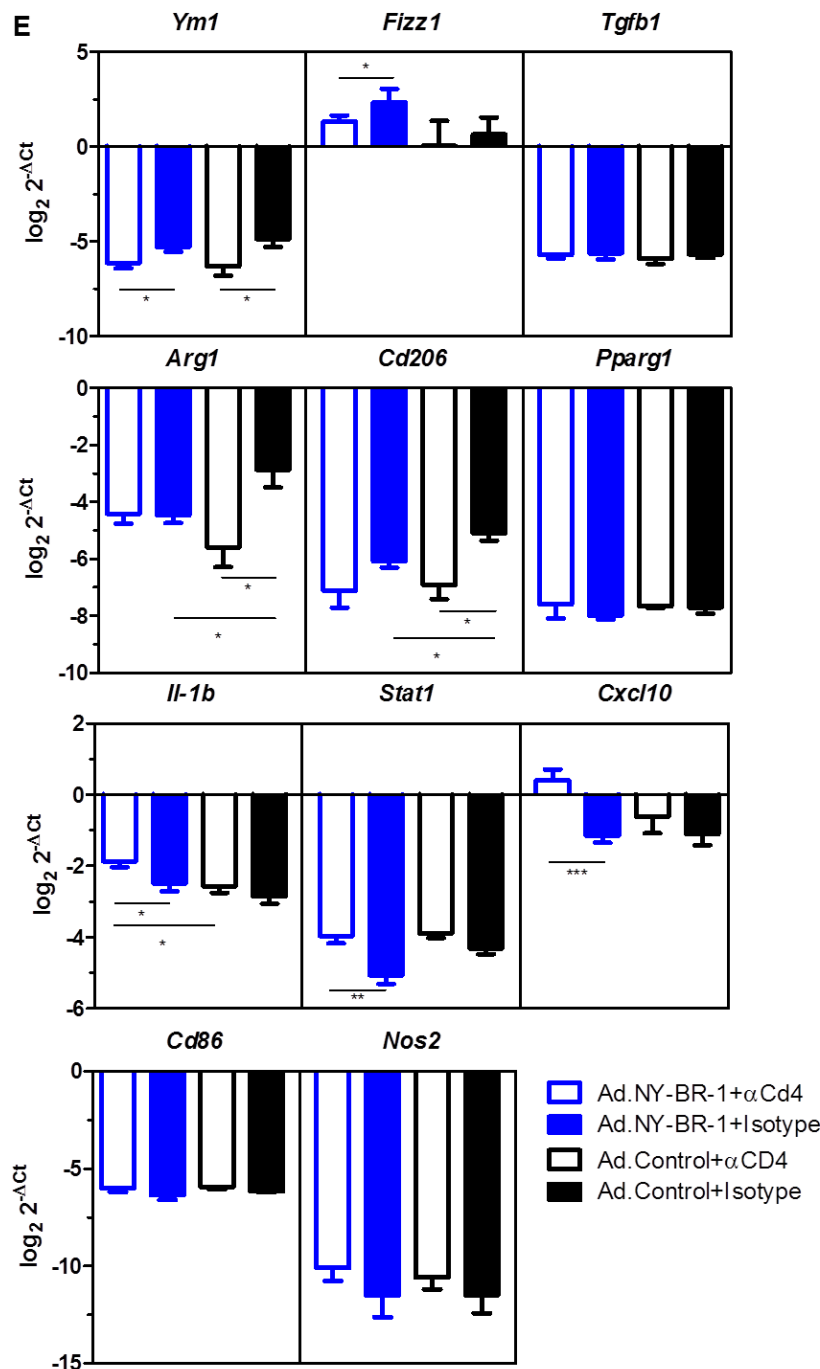 E
Ym1 Fizz1 Tgfb1
5
0
-5
-10
log₂ 2⁻ΔCt
*
*
*
Arg1 Cd206 Pparg1
0
-2
-4
-6
-8
-10
log₂ 2⁻ΔCt
*
*
*
*
Il-1b Stat1 Cxcl10
2
0
-2
-4
-6
log₂ 2⁻ΔCt
*
*
**
***
Cd86 Nos2
0
-5
-10
-15
log₂ 2⁻ΔCt
Ad.NY-BR-1+αCd4
Ad.NY-BR-1+Isotype
Ad.Control+αCD4
Ad.Control+Isotype